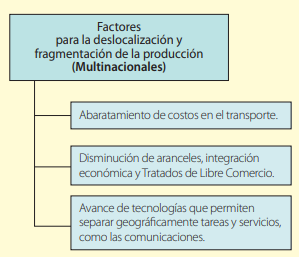 Factores
para la deslocalización y
fragmentación de la producción
(Multinacionales)
Abaratamiento de costos en el transporte.
Disminución de aranceles, integración
económica y Tratados de Libre Comercio.
Avance de tecnologías que permiten
separar geográficamente tareas y servicios,
como las comunicaciones.